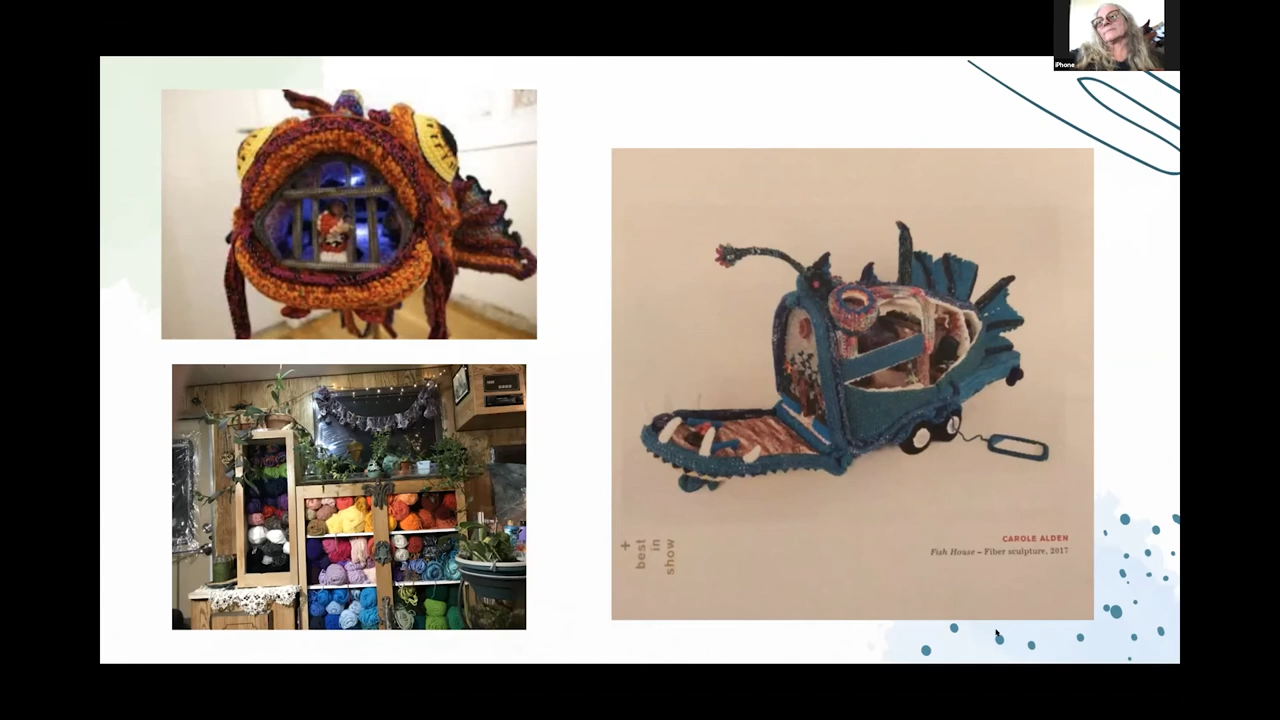 iPhone
+
best
in
show
CAROLE ALDEN
Fish House – Fiber sculpture, 2017